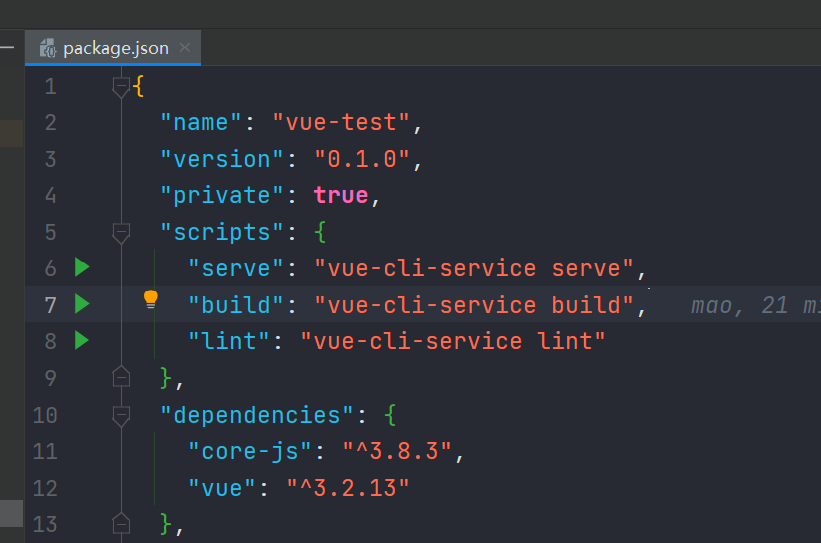 package.json
1 {
2 "name": "vue-test",
3 "version": "0.1.0",
4 "private": true,
5 "scripts": {
6 "serve": "vue-cli-service serve",
7 "build": "vue-cli-service build", mao, 21 mi
8 "lint": "vue-cli-service lint"
9 },
10 "dependencies": {
11 "core-js": "^3.8.3",
12 "vue": "^3.2.13"
13 },